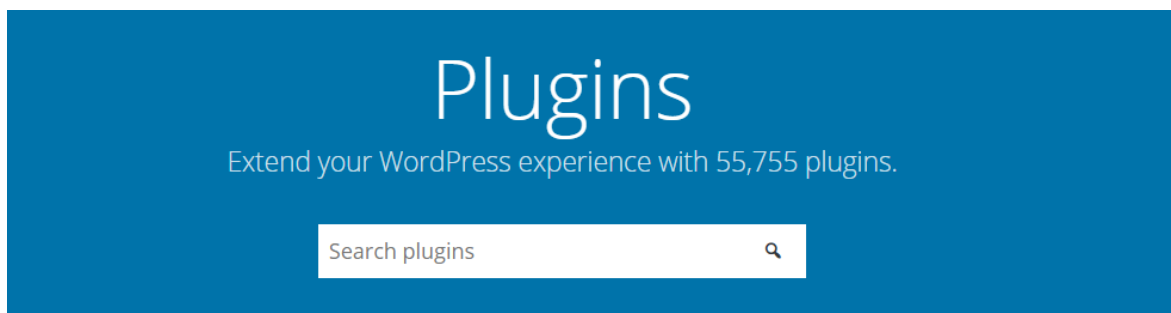 Plugins
Extend your WordPress experience with 55,755 plugins.
Search plugins